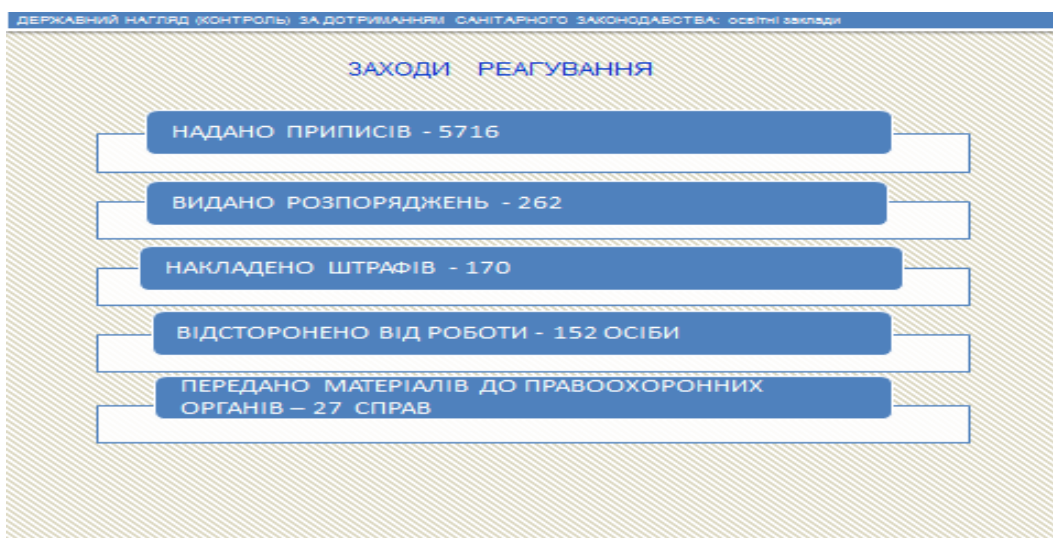 ДЕРЖАВНИЙ НАГЛЯД (КОНТРОЛЬ) ЗА ДОТРИМАННЯМ САНІТАРНОГО ЗАКОНОДАВСТВА: освітні заклади
ЗАХОДИ РЕАГУВАННЯ
НАДАНО ПРИПИСІВ - 5716
ВИДАНО РОЗПОРЯДЖЕНЬ - 262
НАКЛАДЕНО ШТРАФІВ - 170
ВІДСТОРОНЕНО ВІД РОБОТИ - 152 ОСІБИ
ПЕРЕДАНО МАТЕРІАЛІВ ДО ПРАВООХОРОННИХ
ОРГАНІВ – 27 СПРАВ